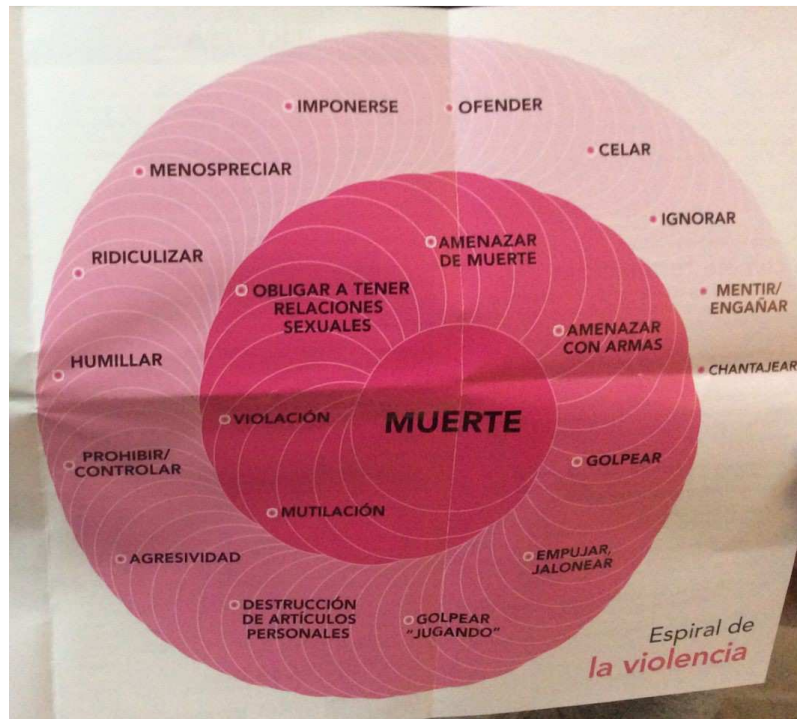 IMPONERSE
OFENDER
CELAR
MENOSPRECIAR
IGNORAR
AMENAZAR
DE MUERTE
RIDICULIZAR
OBLIGAR A TENER
RELACIONES
SEXUALES
MENTIR/
ENGAÑAR
AMENAZAR
CON ARMAS
HUMILLAR
CHANTAJEAR
VIOLACIÓN
MUERTE
PROHIBIR/
CONTROLAR
GOLPEAR
MUTILACIÓN
AGRESIVIDAD
EMPUJAR,
JALONEAR
DESTRUCCIÓN
DE ARTÍCULOS
PERSONALES
GOLPEAR
"JUGANDO"
Espiral de
la violencia